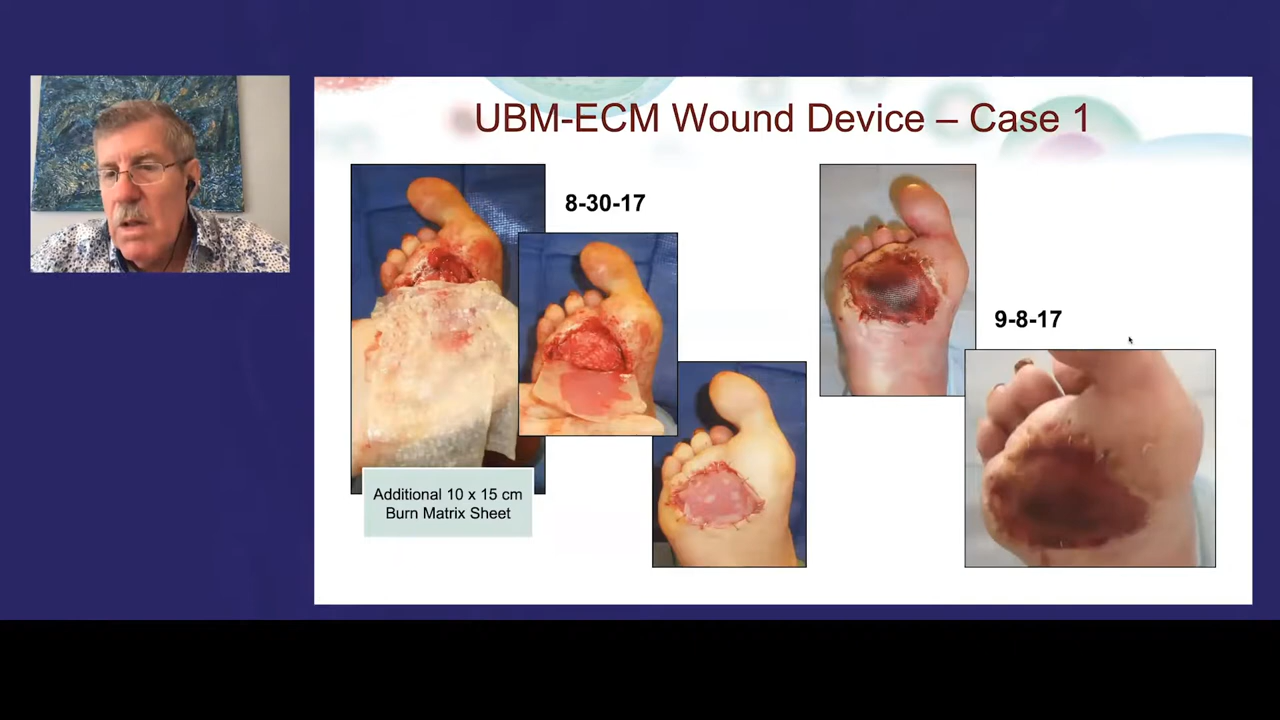 UBM-ECM Wound Device – Case 1
8-30-17
9-8-17
Additional 10 x 15 cm
Burn Matrix Sheet